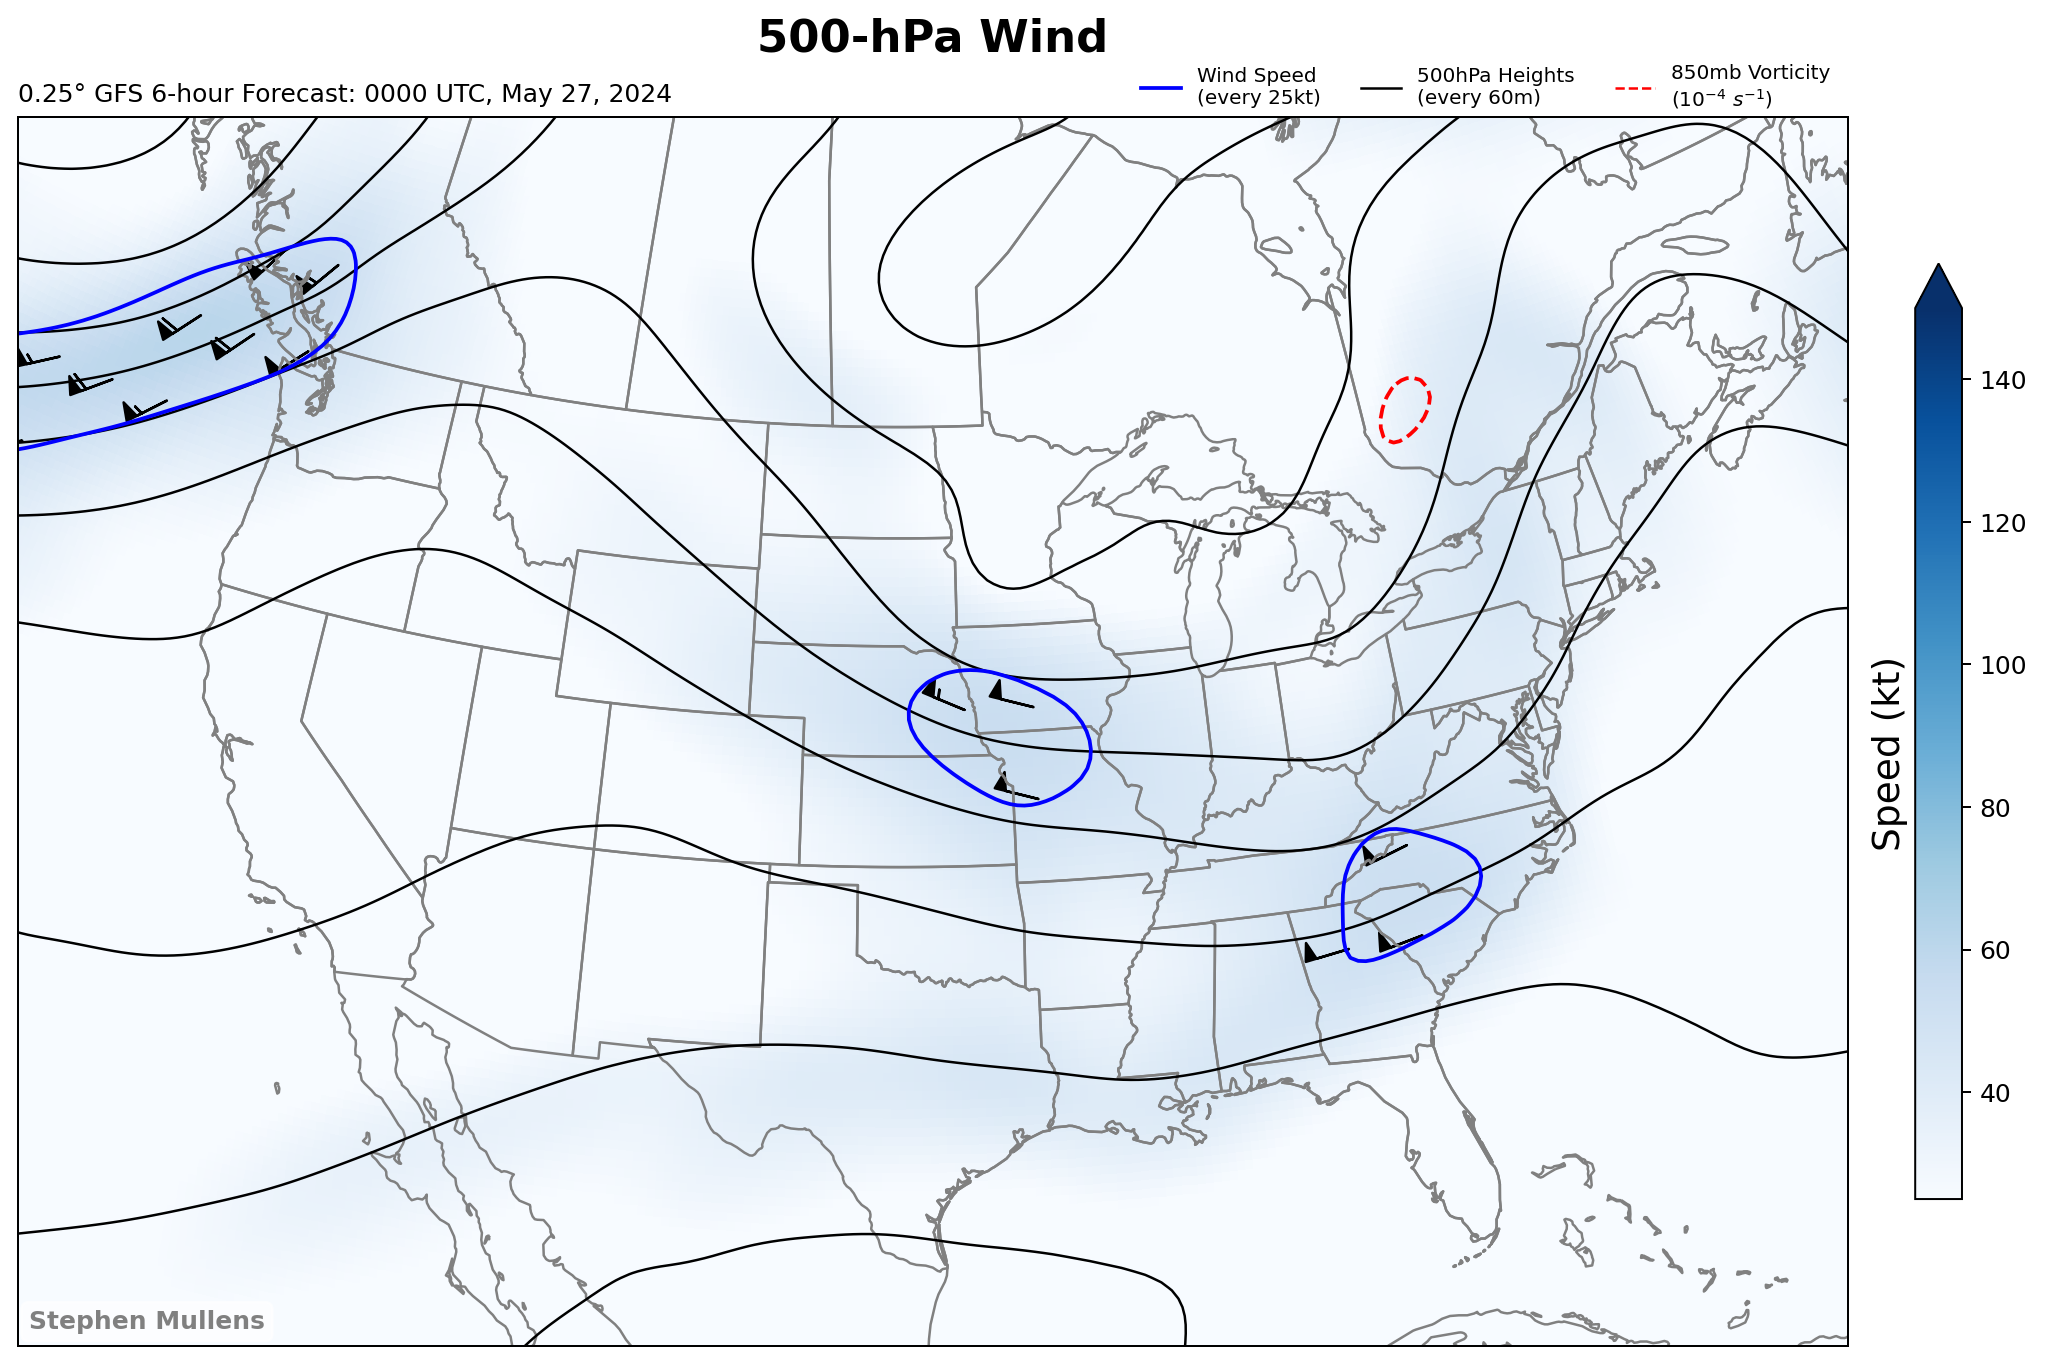 500-hPa Wind
0.25° GFS 6-hour Forecast: 0000 UTC, May 27, 2024
Wind Speed
(every 25kt)
500hPa Heights
(every 60m)
850mb Vorticity
(10⁻⁴ s⁻¹)
140
120
100
80
60
40
Speed (kt)
Stephen Mullens